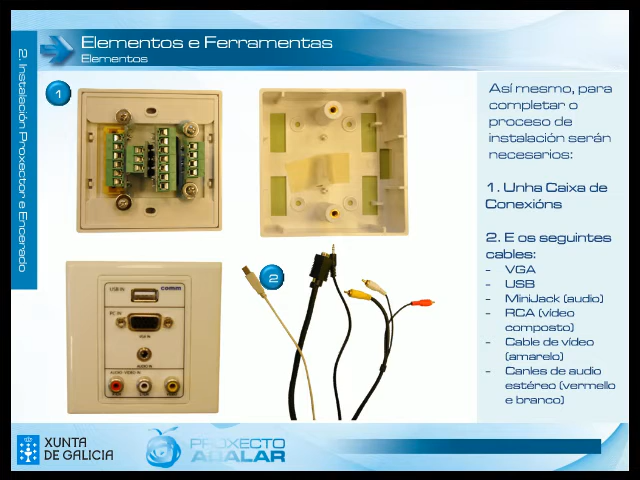 Elementos e Ferramentas
Elementos
2. Instalación Proxector e Encerado
1
USB IN
comm
PC IN
VGA IN
AUDIO IN
AUDIO / VIDEO IN
2
Así mesmo, para
completar o
proceso de
instalación serán
necesarios:
1. Unha Caixa de
Conexións
2. E os seguintes
cables:
- VGA
- USB
- MiniJack (audio)
- RCA (vídeo
composto)
- Cable de vídeo
(amarelo)
- Canles de audio
estéreo (vermello
e branco)
XUNTA
DE GALICIA
PROXECTO
ABALAR